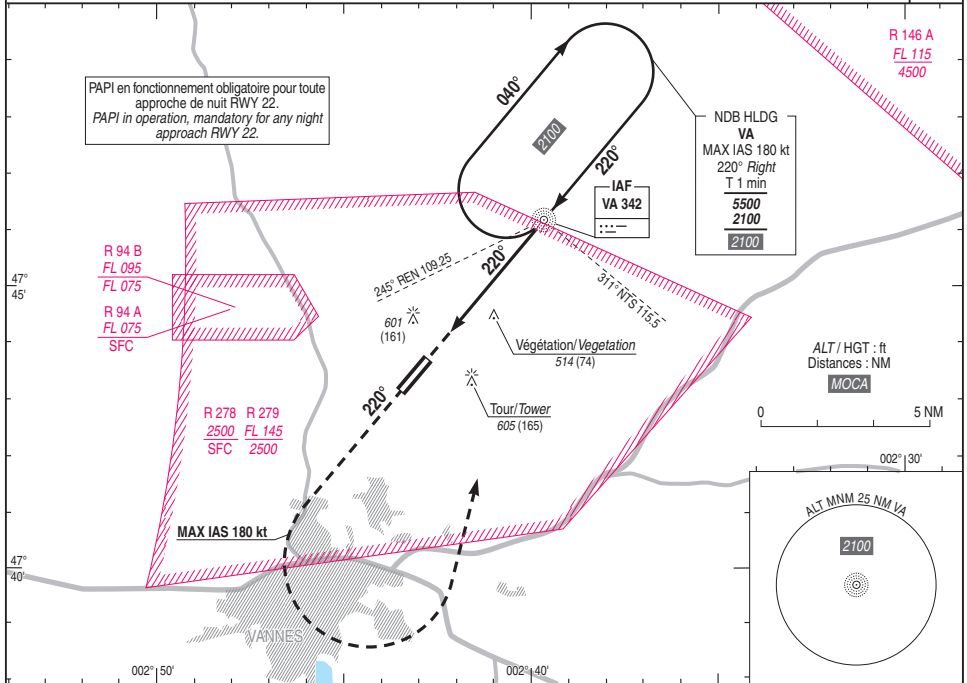 R 146 A
FL 115
4500
PAPI en fonctionnement obligatoire pour toute
approche de nuit RWY 22.
PAPI in operation, mandatory for any night
approach RWY 22.
040°
2100
220°
NDB HLDG
VA
MAX IAS 180 kt
220° Right
T 1 min
5500
2100
2100
IAF
VA 342
R 94 B
FL 095
FL 075
R 94 A
FL 075
SFC
47°
45'
245° REN 109.25
220°
311° NTS 115.5
601
(161)
Végétation/Vegetation
514 (74)
Tour/Tower
605 (165)
220°
R 278 R 279
2500 FL 145
SFC 2500
ALT / HGT : ft
Distances : NM
MOCA
0 5 NM
002° 30'
MAX IAS 180 kt
ALT MNM 25 NM VA
2100
47°
40'
VANNES
002° 50'
002° 40'